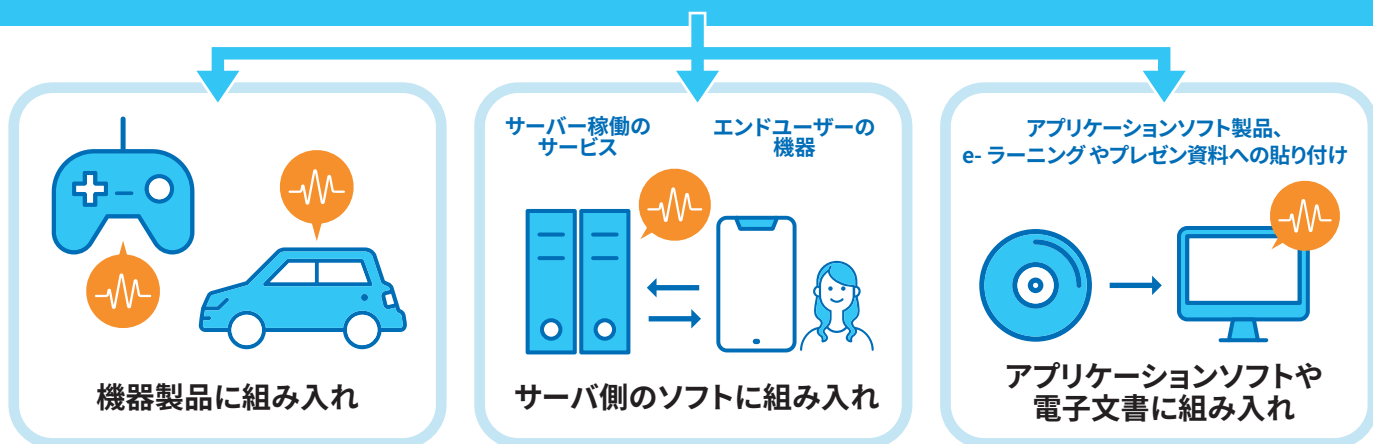 機器製品に組み入れ
サーバー稼働の
サービス
エンドユーザーの
機器
サーバ側のソフトに組み入れ
アプリケーションソフト製品、
e- ラーニング やプレゼン資料への貼り付け
アプリケーションソフトや
電子文書に組み入れ